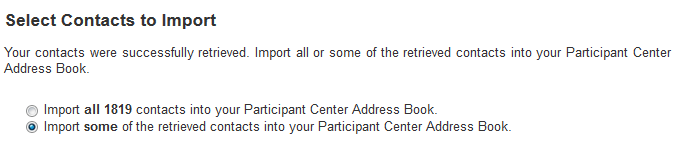 Select Contacts to Import
Your contacts were successfully retrieved. Import all or some of the retrieved contacts into your Participant Center
Address Book.
Import all 1819 contacts into your Participant Center Address Book.
Import some of the retrieved contacts into your Participant Center Address Book.